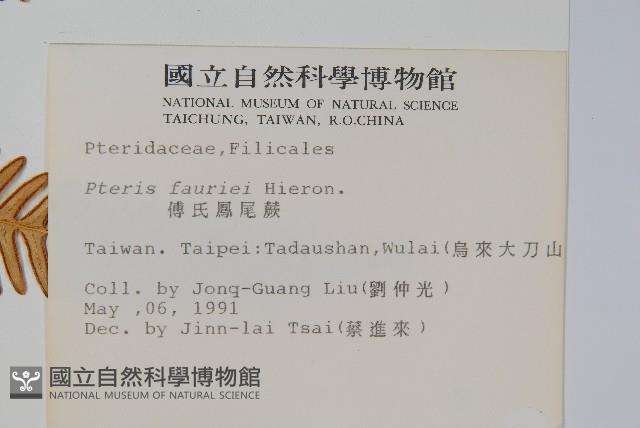 國立自然科學博物館
NATIONAL MUSEUM OF NATURAL SCIENCE
TAICHUNG, TAIWAN, R.O.CHINA
Pteridaceae,Filicales
Pteris fauriei Hieron.
傅氏鳳尾蕨
Taiwan. Taipei:Tadaushan,Wulai(烏來大刀山
Coll. by Jonq-Guang Liu(劉仲光)
May ,06, 1991
Dec. by Jinn-lai Tsai(蔡進來)
國立自然科學博物館
NATIONAL MUSEUM OF NATURAL SCIENCE